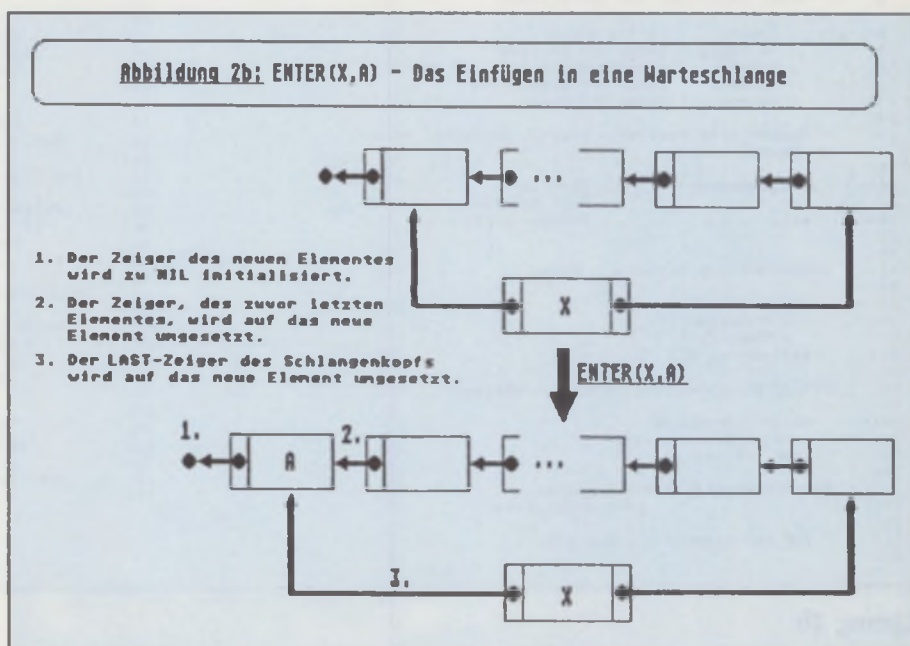 Abbildung 2b: ENTER(X,A) - Das Einfügen in eine Warteschlange
...
1. Der Zeiger des neuen Elementes
wird zu NIL initialisiert.
2. Der Zeiger, des zuvor letzten
Elementes, wird auf das neue
Element umgesetzt.
3. Der LAST-Zeiger des Schlangenkopfs
wird auf das neue Element umgesetzt.
X
ENTER(X,A)
1.
A
2.
...
3.
X